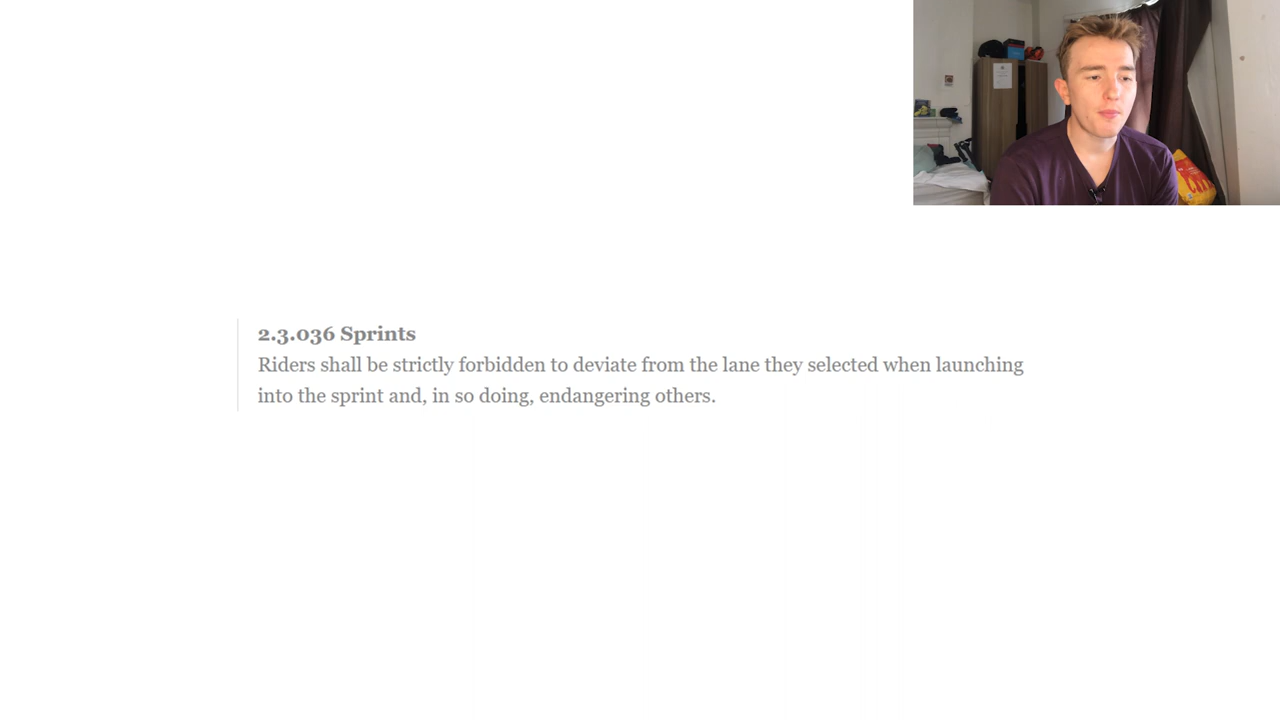 2.3.036 Sprints
Riders shall be strictly forbidden to deviate from the lane they selected when launching
into the sprint and, in so doing, endangering others.